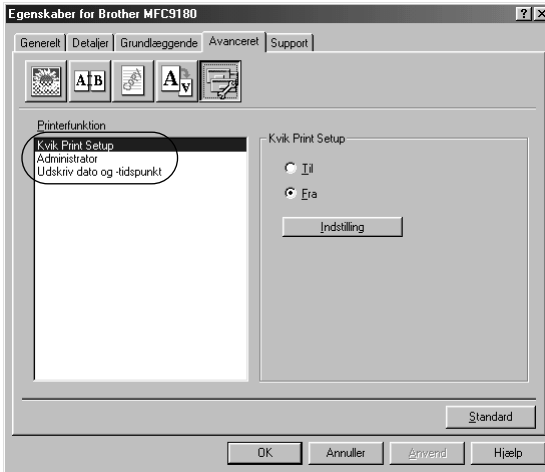 Egenskaber for Brother MFC9180
Generelt Detaljer Grundlæggende Avanceret Support
A B
A v
Printerfunktion
Kvik Print Setup
Administrator
Udskriv dato og -tidspunkt
Kvik Print Setup
Til
Fra
Indstilling
Standard
OK Annuller Anvend Hjælp